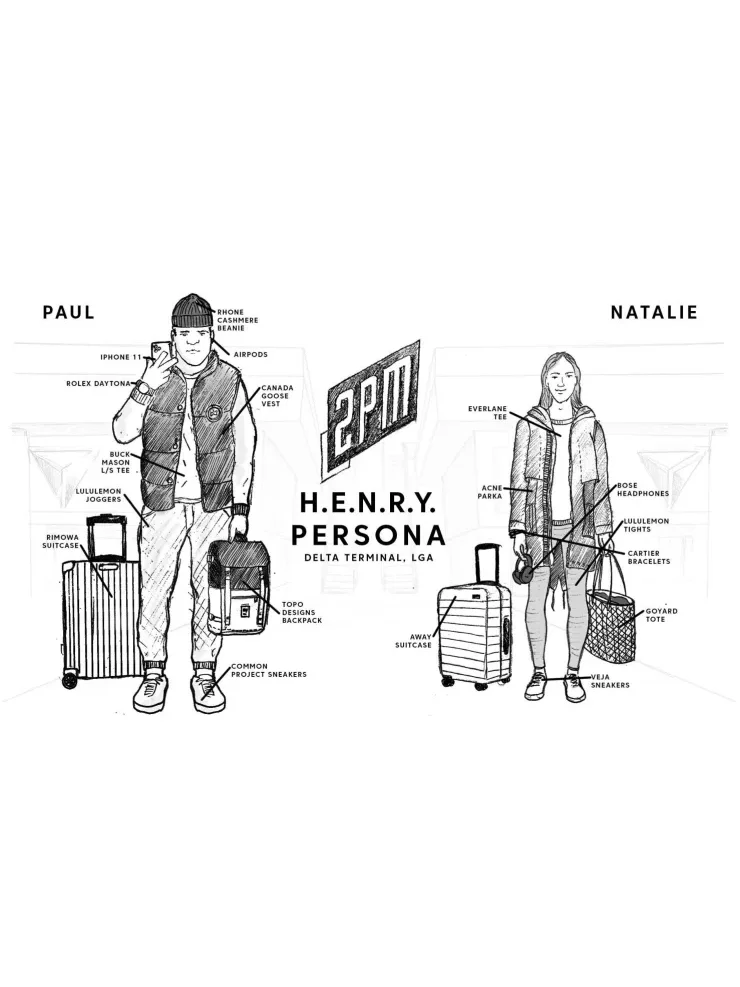 PAUL
RHONE
CASHMERE
BEANIE
IPHONE 11
AIRPODS
ROLEX DAYTONA
CANADA
GOOSE
VEST
BUCK
MASON
L/S TEE
LULULEMON
JOGGERS
RIMOWA
SUITCASE
TOPO
DESIGNS
BACKPACK
COMMON
PROJECT SNEAKERS
2PM
H.E.N.R.Y.
PERSONA
DELTA TERMINAL, LGA
NATALIE
EVERLANE
TEE
ACNE
PARKA
BOSE
HEADPHONES
LULULEMON
TIGHTS
CARTIER
BRACELETS
GOYARD
TOTE
AWAY
SUITCASE
VEJA
SNEAKERS